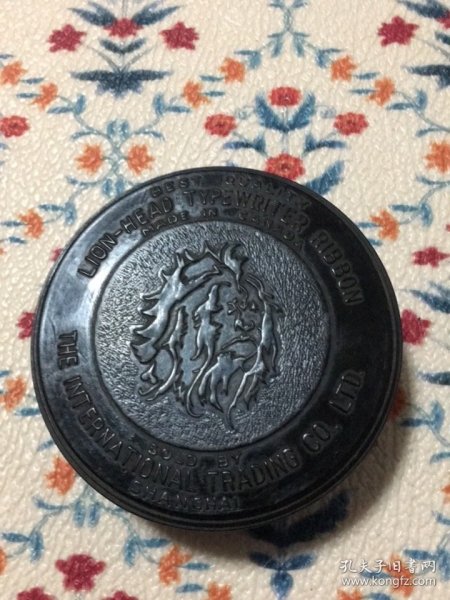 BEST QUALITY
LION-HEAD TYPEWRITER RIBBON
MADE IN
SOLD BY
THE INTERNATIONAL TRADING CO. LTD.
SHANGHAI
孔夫子旧书网
www.kongfz.com